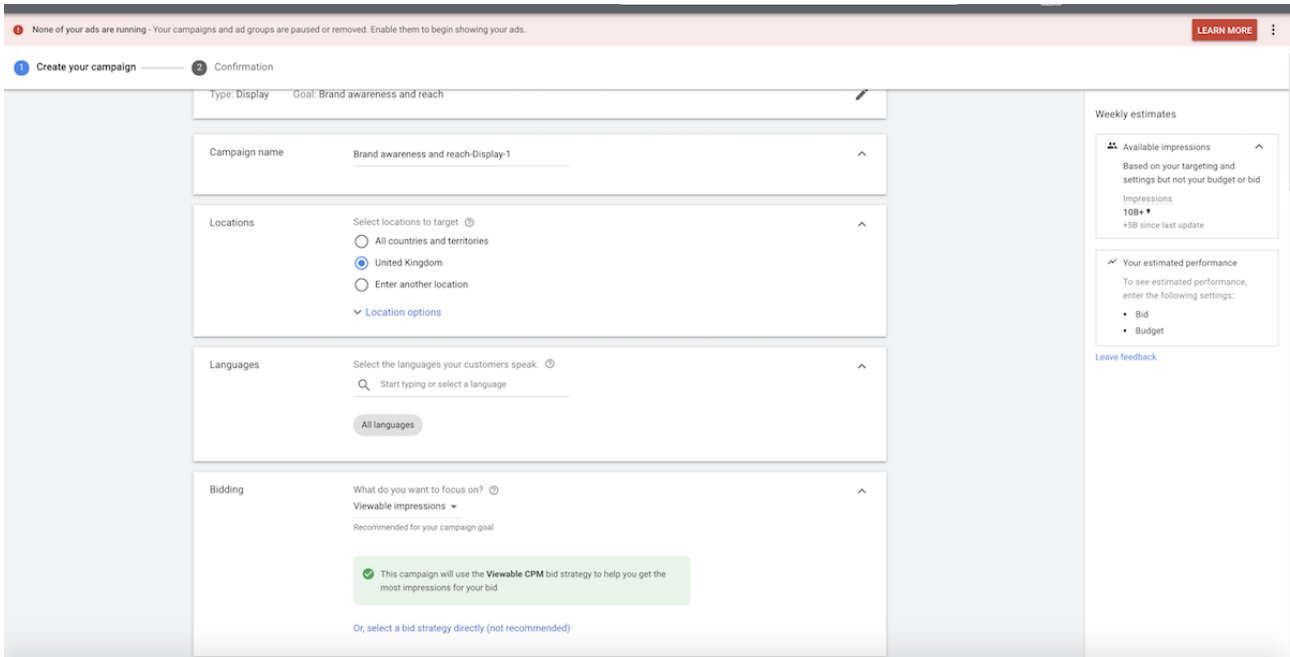 None of your ads are running - Your campaigns and ad groups are paused or removed. Enable them to begin showing your ads.
LEARN MORE
1 Create your campaign
2 Confirmation
Type: Display Goal: Brand awareness and reach
Campaign name
Brand awareness and reach-Display-1
Locations
Select locations to target
All countries and territories
United Kingdom
Enter another location
Location options
Languages
Select the languages your customers speak.
Start typing or select a language
All languages
Bidding
What do you want to focus on?
Viewable impressions
Recommended for your campaign goal
This campaign will use the Viewable CPM bid strategy to help you get the
most impressions for your bid
Or, select a bid strategy directly (not recommended)
Weekly estimates
Available impressions
Based on your targeting and
settings but not your budget or bid
Impressions
10B+
+5B since last update
Your estimated performance
To see estimated performance,
enter the following settings:
• Bid
• Budget
Leave feedback